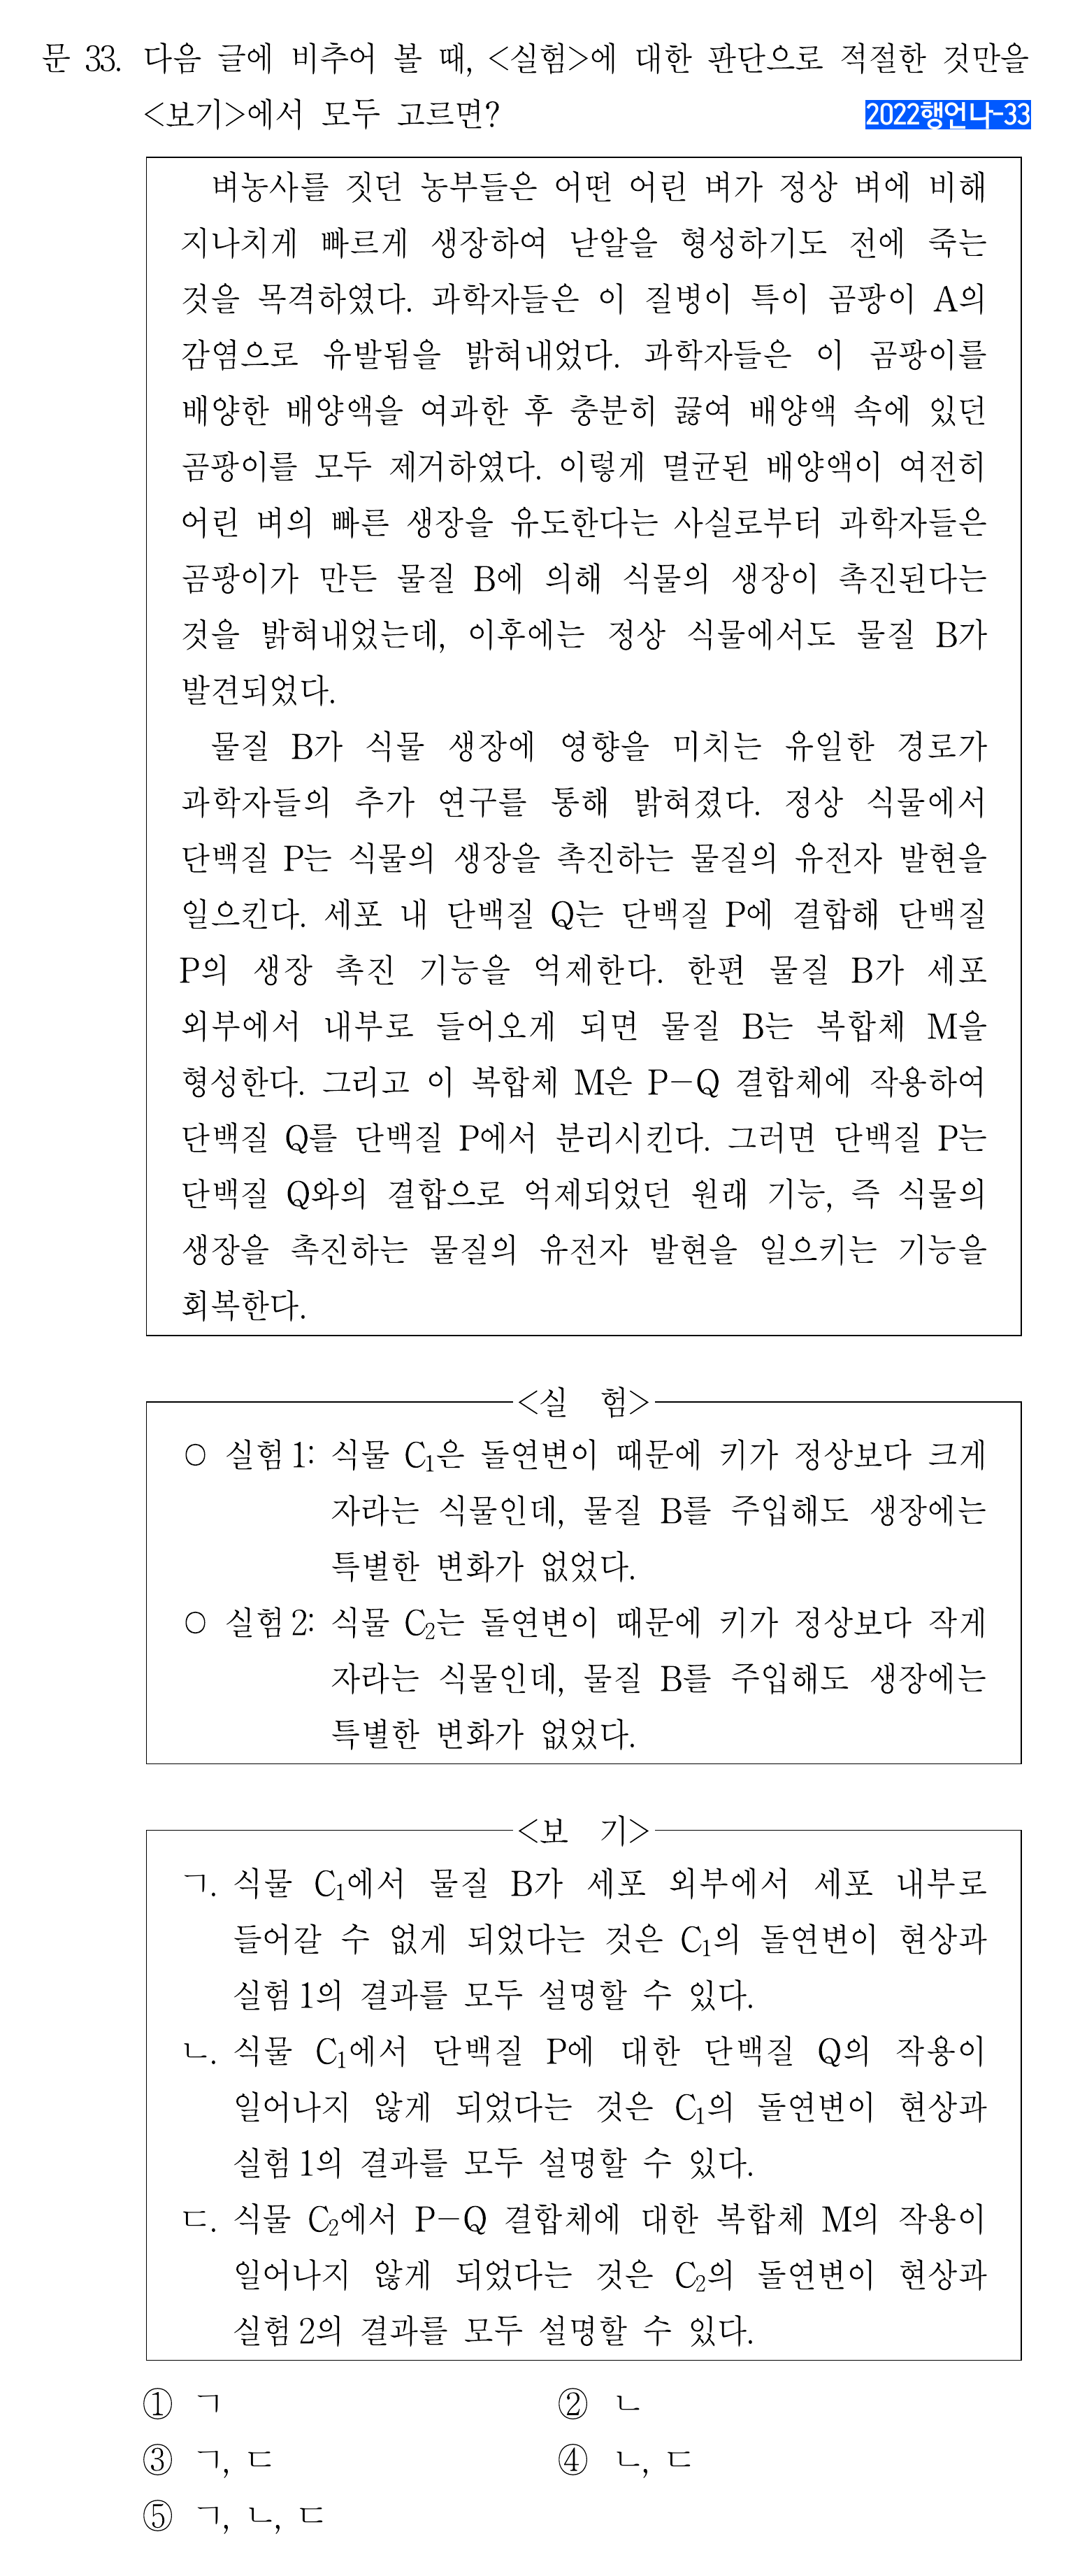 문 33. 다음 글에 비추어 볼 때, <실험>에 대한 판단으로 적절한 것만을
<보기>에서 모두 고르면?
2022행언나-33
벼농사를 짓던 농부들은 어떤 어린 벼가 정상 벼에 비해
지나치게 빠르게 생장하여 낟알을 형성하기도 전에 죽는
것을 목격하였다. 과학자들은 이 질병이 특이 곰팡이 A의
감염으로 유발됨을 밝혀내었다. 과학자들은 이 곰팡이를
배양한 배양액을 여과한 후 충분히 끓여 배양액 속에 있던
곰팡이를 모두 제거하였다. 이렇게 멸균된 배양액이 여전히
어린 벼의 빠른 생장을 유도한다는 사실로부터 과학자들은
곰팡이가 만든 물질 B에 의해 식물의 생장이 촉진된다는
것을 밝혀내었는데, 이후에는 정상 식물에서도 물질 B가
발견되었다.
물질 B가 식물 생장에 영향을 미치는 유일한 경로가
과학자들의 추가 연구를 통해 밝혀졌다. 정상 식물에서
단백질 P는 식물의 생장을 촉진하는 물질의 유전자 발현을
일으킨다. 세포 내 단백질 Q는 단백질 P에 결합해 단백질
P의 생장 촉진 기능을 억제한다. 한편 물질 B가 세포
외부에서 내부로 들어오게 되면 물질 B는 복합체 M을
형성한다. 그리고 이 복합체 M은 P-Q 결합체에 작용하여
단백질 Q를 단백질 P에서 분리시킨다. 그러면 단백질 P는
단백질 Q와의 결합으로 억제되었던 원래 기능, 즉 식물의
생장을 촉진하는 물질의 유전자 발현을 일으키는 기능을
회복한다.
<실 험>
○ 실험 1: 식물 C₁은 돌연변이 때문에 키가 정상보다 크게
자라는 식물인데, 물질 B를 주입해도 생장에는
특별한 변화가 없었다.
○ 실험 2: 식물 C₂는 돌연변이 때문에 키가 정상보다 작게
자라는 식물인데, 물질 B를 주입해도 생장에는
특별한 변화가 없었다.
<보 기>
ㄱ. 식물 C₁에서 물질 B가 세포 외부에서 세포 내부로
들어갈 수 없게 되었다는 것은 C₁의 돌연변이 현상과
실험 1의 결과를 모두 설명할 수 있다.
ㄴ. 식물 C₁에서 단백질 P에 대한 단백질 Q의 작용이
일어나지 않게 되었다는 것은 C₁의 돌연변이 현상과
실험 1의 결과를 모두 설명할 수 있다.
ㄷ. 식물 C₂에서 P-Q 결합체에 대한 복합체 M의 작용이
일어나지 않게 되었다는 것은 C₂의 돌연변이 현상과
실험 2의 결과를 모두 설명할 수 있다.
① ㄱ ② ㄴ
③ ㄱ, ㄷ ④ ㄴ, ㄷ
⑤ ㄱ, ㄴ, ㄷ